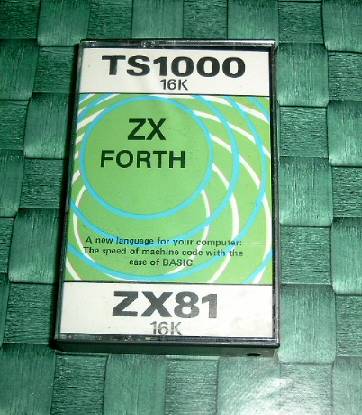 TS1000
16K
ZX
FORTH
A new language for your computer:
The speed of machine code with the
ease of BASIC
ZX81
16K